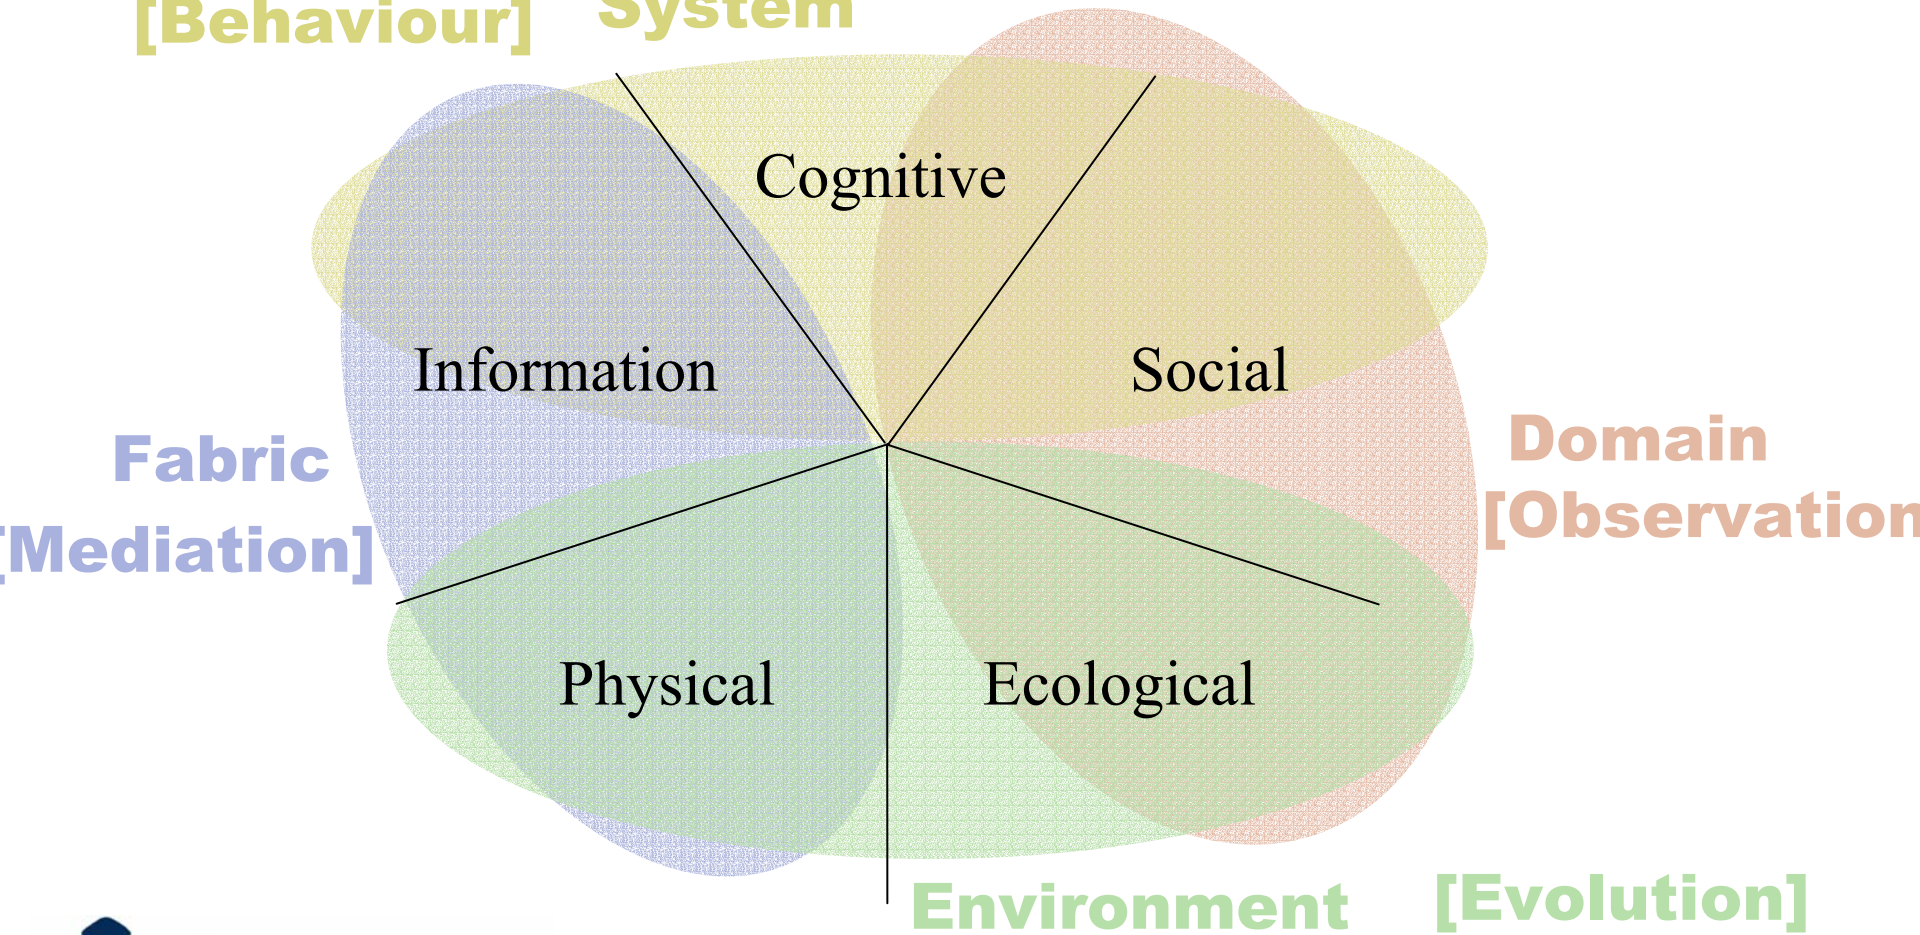 [Behaviour] System
Cognitive
Information
Social
Fabric
[Mediation]
Domain
[Observation
Physical
Ecological
Environment [Evolution]